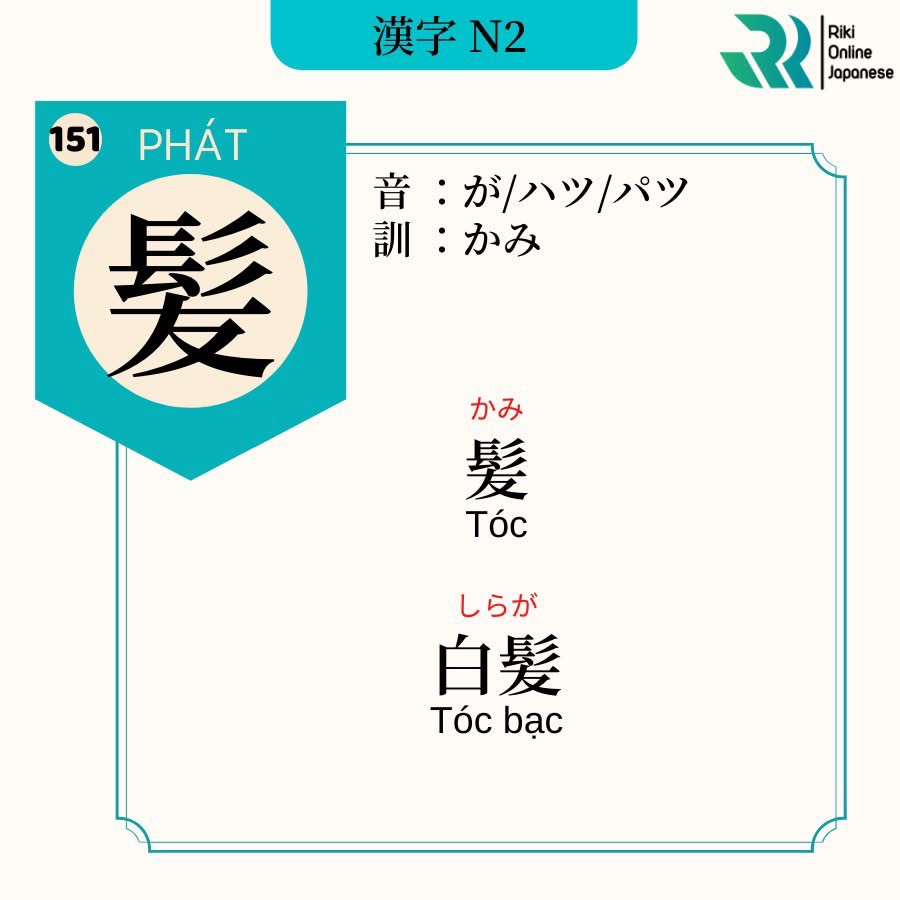 漢字 N2
Riki
Online
Japanese
151 PHÁT
髪
音 : が/ハツ/パツ
訓 : かみ
かみ
髪
Tóc
しらが
白髪
Tóc bạc